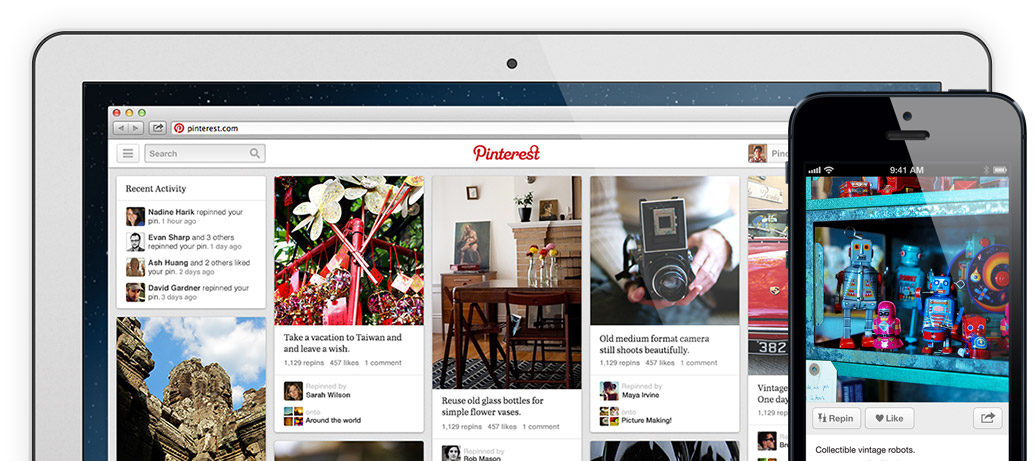 pinterest.com
Search
Pinterest
Recent Activity
Nadine Harik repinned your
pin. 1 hour ago
Evan Sharp and 3 others
repinned your pin. 1 day ago
Ash Huang and 2 others liked
your pin. 2 days ago
David Gardner repinned your
pin. 3 days ago
Take a vacation to Taiwan and
and leave a wish.
1,129 repins 457 likes 1 comment
Repinned by
Sarah Wilson
onto
Around the world
Reuse old glass bottles for
simple flower vases.
1,129 repins 457 likes 1 comment
Repinned by
Rob Mason
Old medium format camera
still shoots beautifully.
1,129 repins 457 likes 1 comment
Repinned by
Maya Irvine
onto
Picture Making!
382
Vintage
One day
1,129 repins
Repinned by
onto
9:41 AM
Repin
Like
Collectible vintage robots.